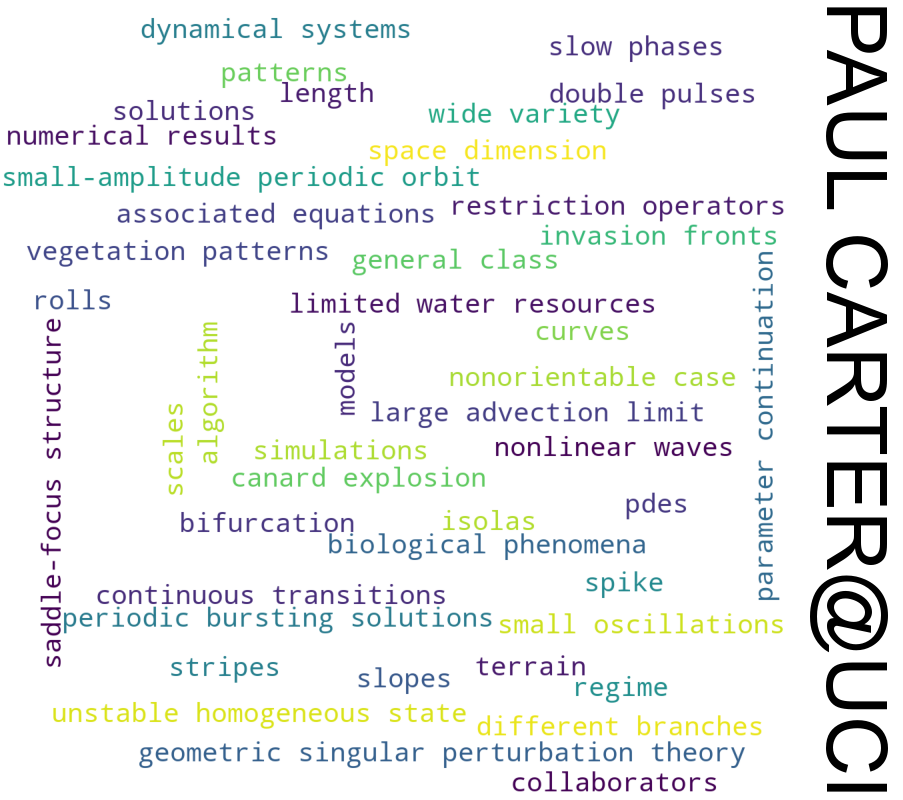 dynamical systems
slow phases
patterns
length
double pulses
solutions
wide variety
numerical results
space dimension
small-amplitude periodic orbit
associated equations
restriction operators
invasion fronts
vegetation patterns
general class
rolls
limited water resources
curves
models
algorithm
scales
saddle-focus structure
parameter continuation
nonorientable case
large advection limit
simulations
nonlinear waves
canard explosion
pdes
bifurcation
isolas
biological phenomena
spike
continuous transitions
periodic bursting solutions
small oscillations
stripes
slopes
terrain
regime
unstable homogeneous state
different branches
geometric singular perturbation theory
collaborators
PAUL CARTER@UCI